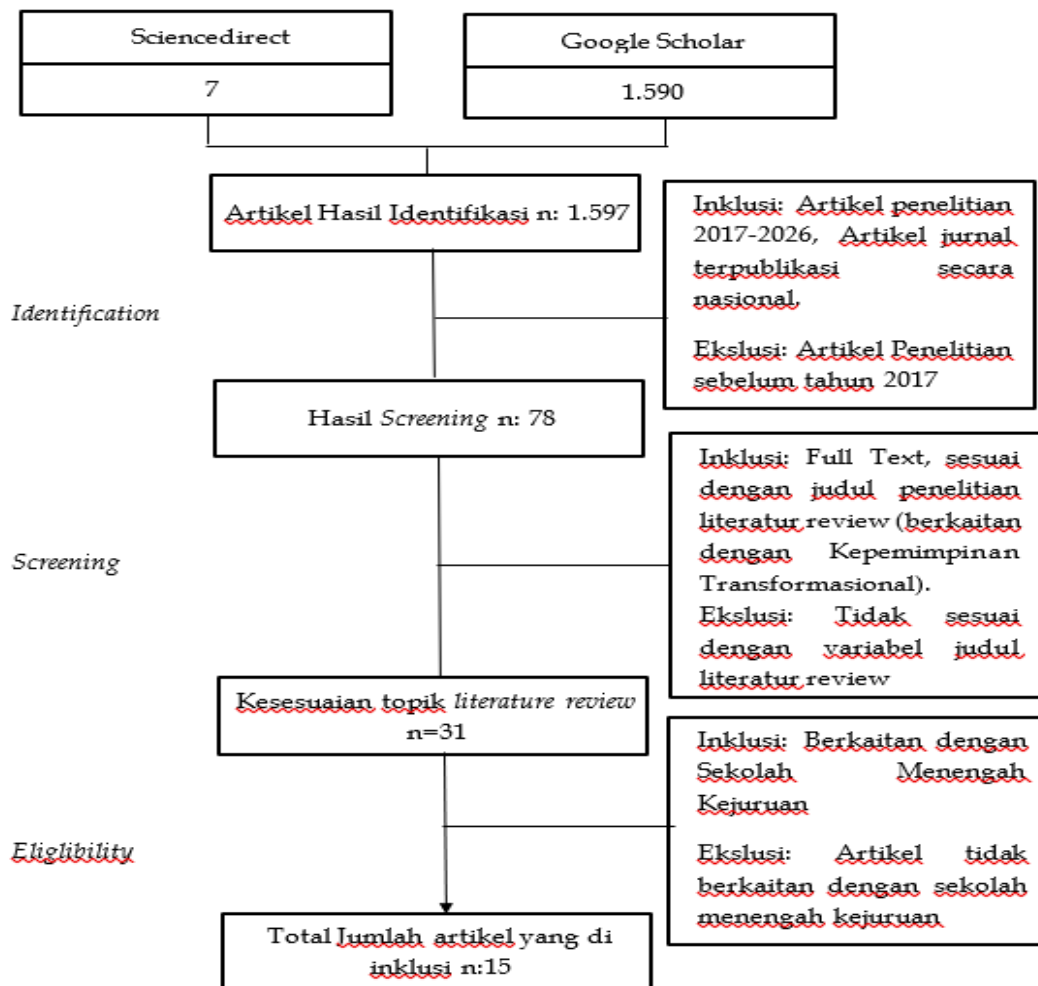 Sciencedirect
7
Google Scholar
1.590
Artikel Hasil Identifikasi n: 1.597
Inklusi: Artikel penelitian
2017-2026, Artikel jurnal
terpublikasi secara
nasional,
Ekslusi: Artikel Penelitian
sebelum tahun 2017
Identification
Hasil Screening n: 78
Inklusi: Full Text, sesuai
dengan judul penelitian
literatur review (berkaitan
dengan Kepemimpinan
Transformasional).
Ekslusi: Tidak sesuai
dengan variabel judul
literatur review
Screening
Kesesuaian topik literature review
n=31
Inklusi: Berkaitan dengan
Sekolah Menengah
Kejuruan
Ekslusi: Artikel tidak
berkaitan dengan sekolah
menengah kejuruan
Eliglibility
Total Jumlah artikel yang di
inklusi n:15